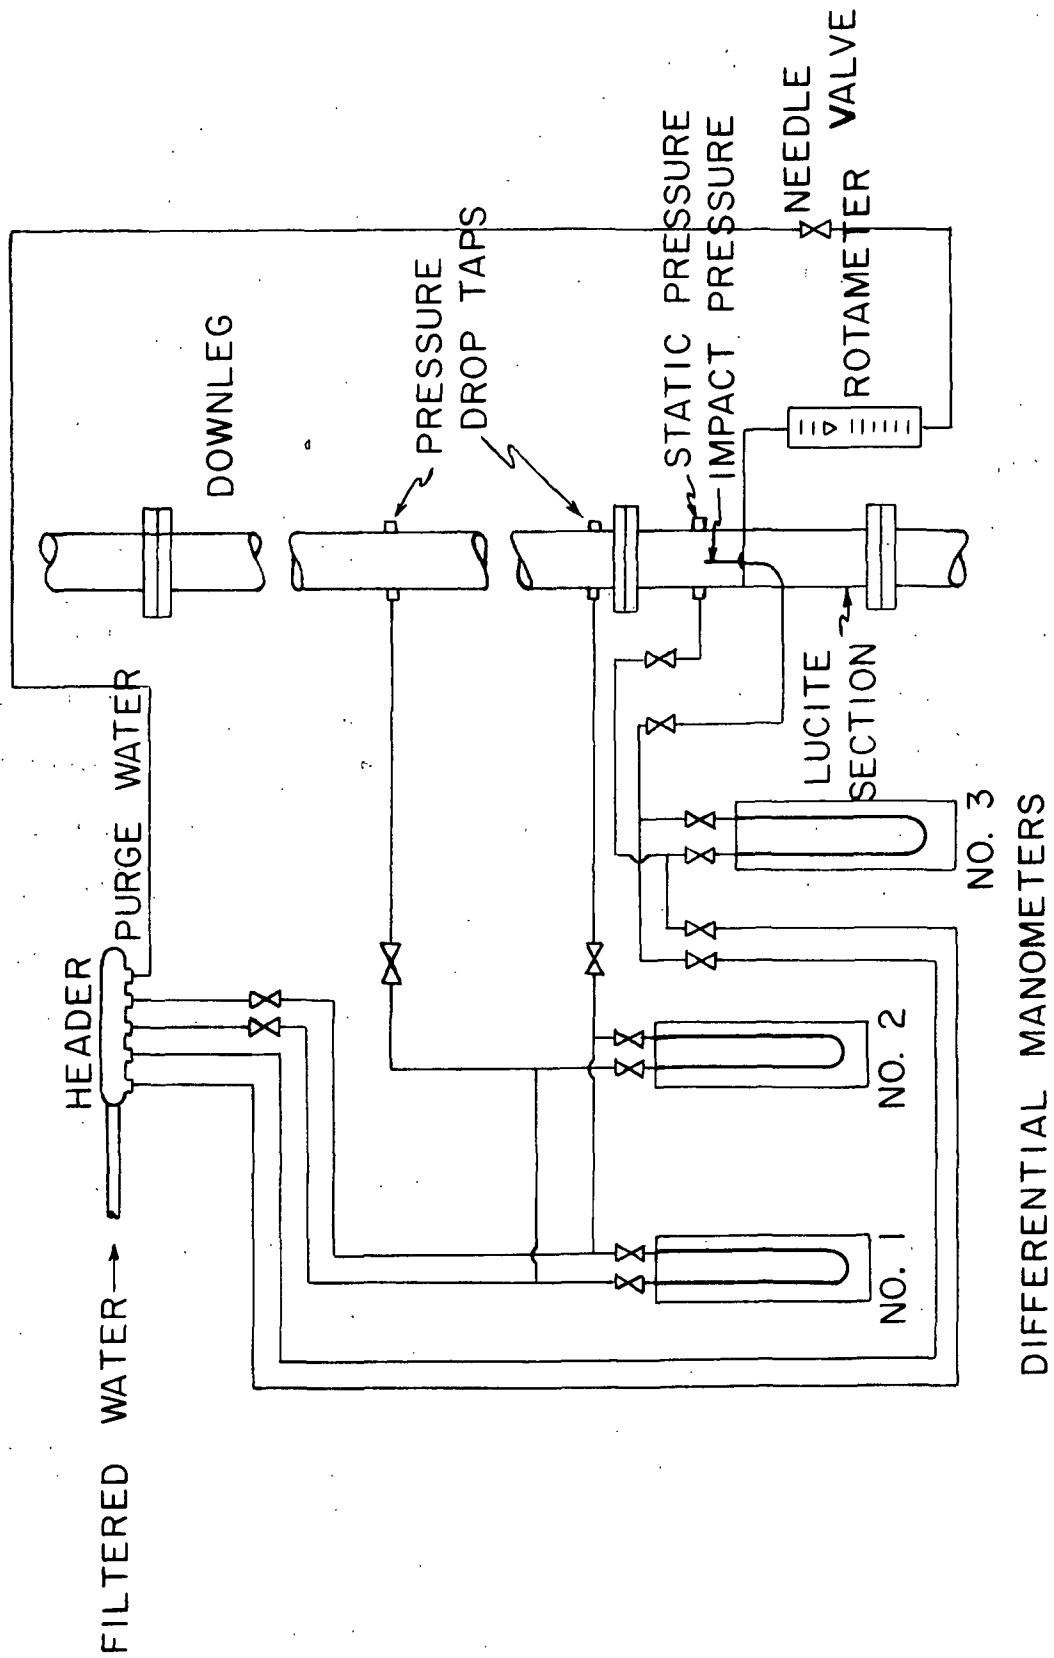 FILTERED WATER
HEADER
PURGE WATER
DOWNLEG
PRESSURE
DROP TAPS
STATIC PRESSURE
IMPACT PRESSURE
NEEDLE
VALVE
ROTAMETER
LUCITE
SECTION
NO. 1
NO. 2
NO. 3
DIFFERENTIAL MANOMETERS